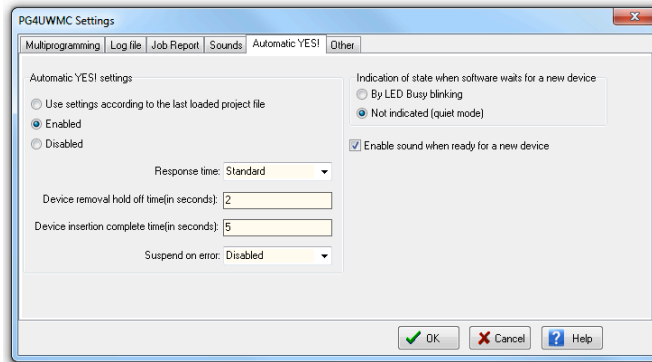 PG4UWMC Settings
Multiprogramming Log file Job Report Sounds Automatic YES! Other
Automatic YES! settings
Use settings according to the last loaded project file
Enabled
Disabled
Response time: Standard
Device removal hold off time(in seconds): 2
Device insertion complete time(in seconds): 5
Suspend on error: Disabled
Indication of state when software waits for a new device
By LED Busy blinking
Not indicated (quiet mode)
Enable sound when ready for a new device
OK Cancel ? Help